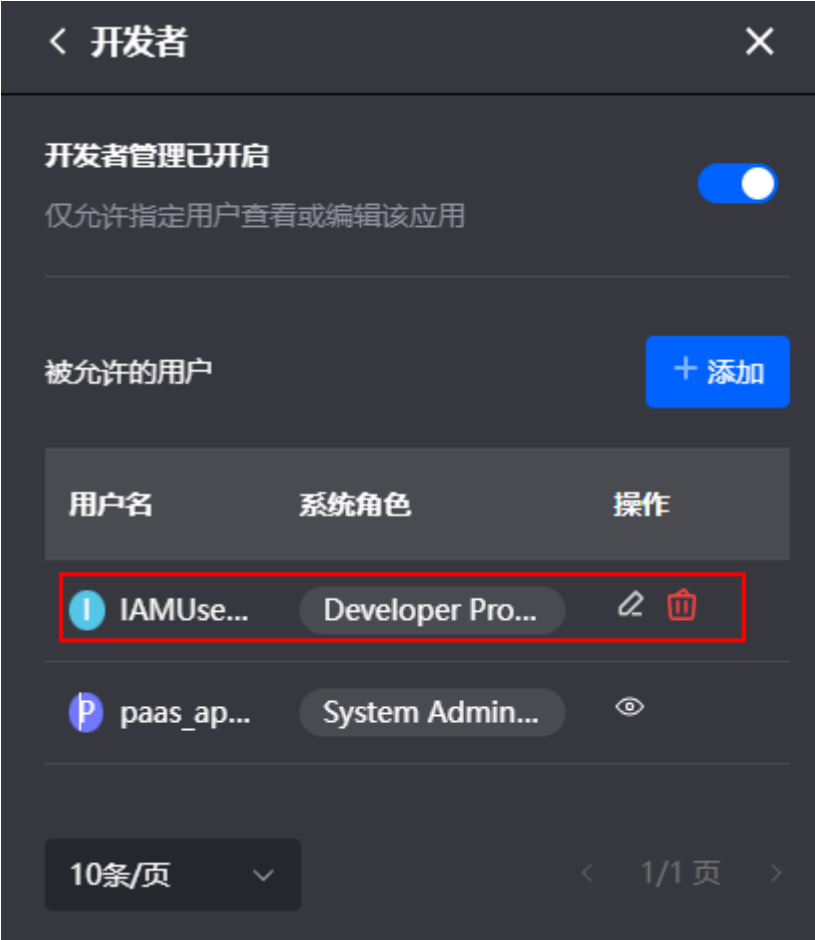 开发者
开发者管理已开启
仅允许指定用户查看或编辑该应用
被允许的用户
添加
用户名 系统角色 操作
I IAMUse... Developer Pro...
P paas_ap... System Admin...
10条/页 1/1 页